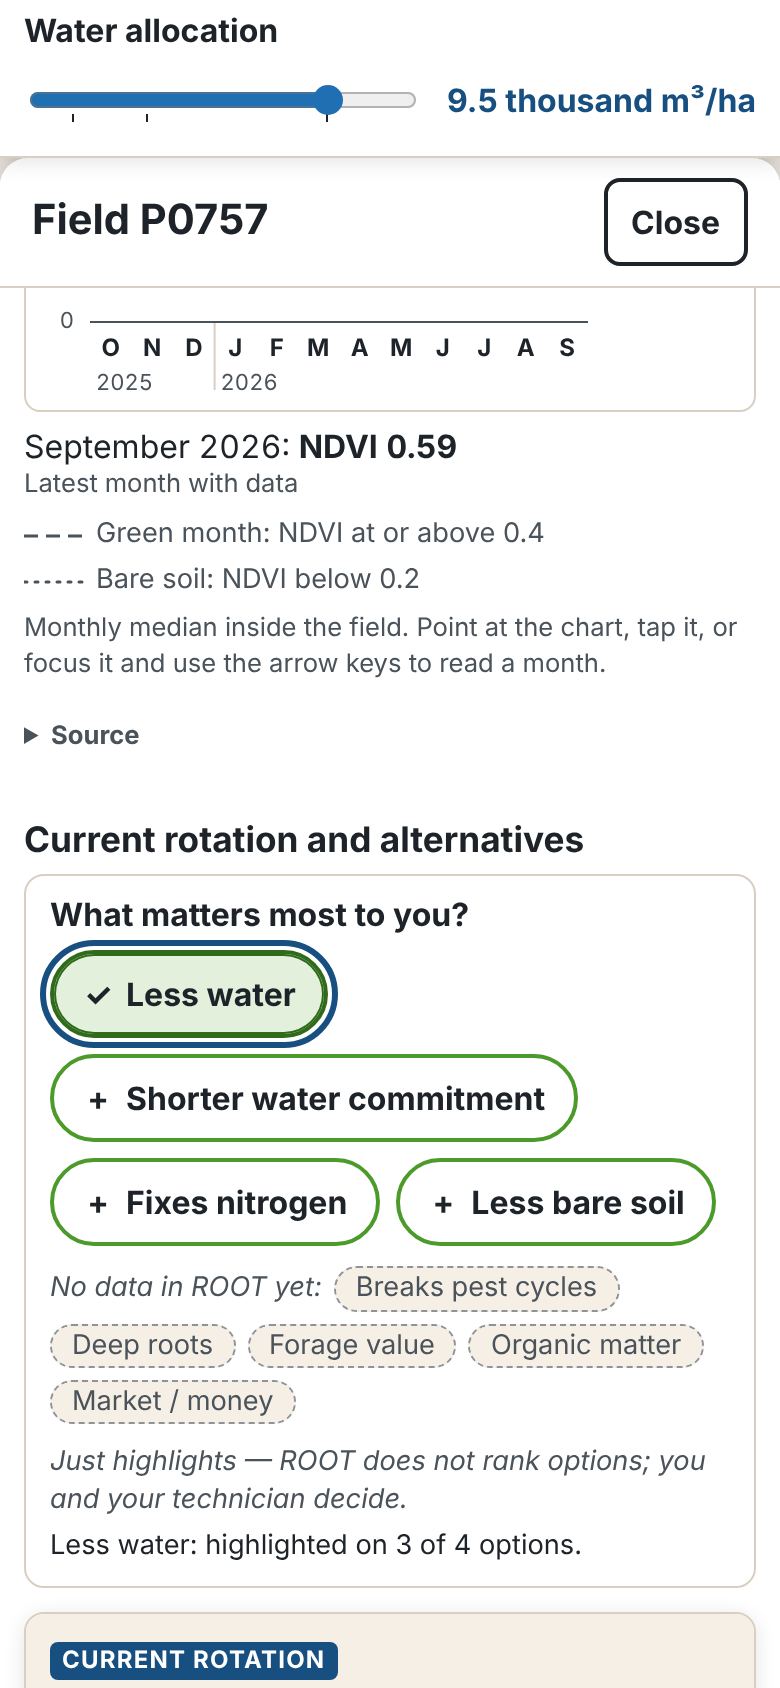 Water allocation
9.5 thousand m³/ha
Field P0757
Close
0
O N D J F M A M J J A S
2025 2026
September 2026: NDVI 0.59
Latest month with data
Green month: NDVI at or above 0.4
Bare soil: NDVI below 0.2
Monthly median inside the field. Point at the chart, tap it, or
focus it and use the arrow keys to read a month.
Source
Current rotation and alternatives
What matters most to you?
✓ Less water
+ Shorter water commitment
+ Fixes nitrogen + Less bare soil
No data in ROOT yet: Breaks pest cycles
Deep roots Forage value Organic matter
Market / money
Just highlights — ROOT does not rank options; you
and your technician decide.
Less water: highlighted on 3 of 4 options.
CURRENT ROTATION